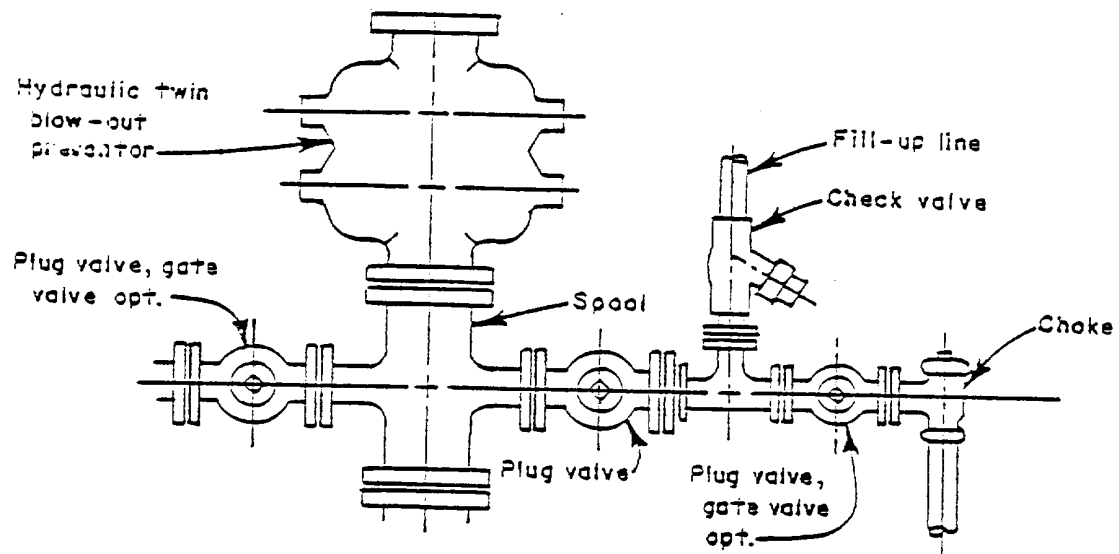 Hydraulic twin
blow-out
preventor
Fill-up line
Check valve
Plug valve, gate
valve opt.
Spool
Choke
Plug valve
Plug valve,
gate valve
opt.